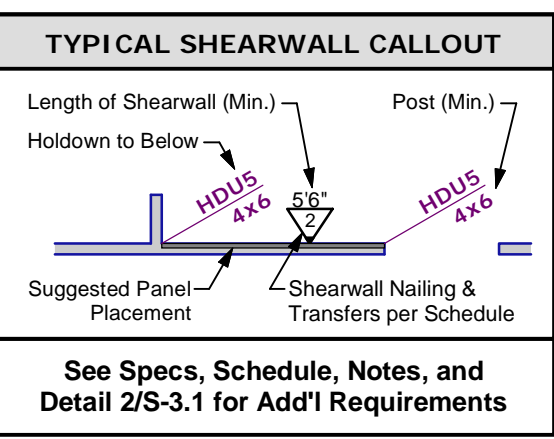 TYPICAL SHEARWALL CALLOUT
Length of Shearwall (Min.)
Post (Min.)
Holdown to Below
HDU5
4x6
5'6"
2
HDU5
4x6
Suggested Panel
Placement
Shearwall Nailing &
Transfers per Schedule
See Specs, Schedule, Notes, and
Detail 2/S-3.1 for Add'l Requirements